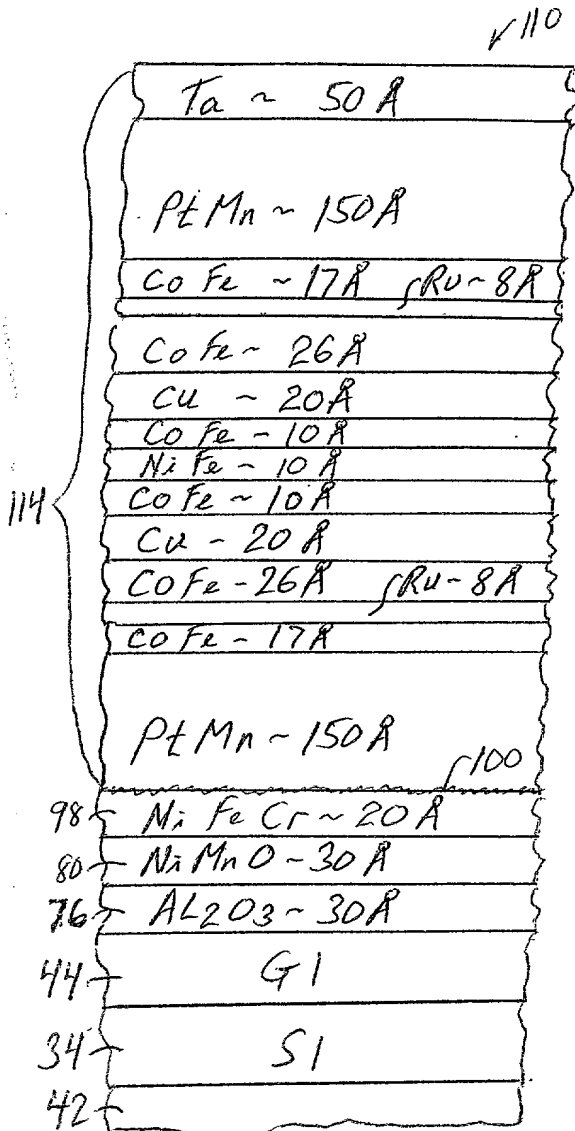 110
Ta ~ 50 Å
PtMn ~ 150 Å
CoFe ~ 17 Å Ru ~ 8 Å
CoFe ~ 26 Å
Cu ~ 20 Å
CoFe ~ 10 Å
NiFe ~ 10 Å
CoFe ~ 10 Å
114
Cu ~ 20 Å
CoFe ~ 26 Å Ru ~ 8 Å
CoFe ~ 17 Å
PtMn ~ 150 Å
100
98 NiFeCr ~ 20 Å
80 NiMnO ~ 30 Å
76 AL2O3 ~ 30 Å
44 G1
34 S1
42